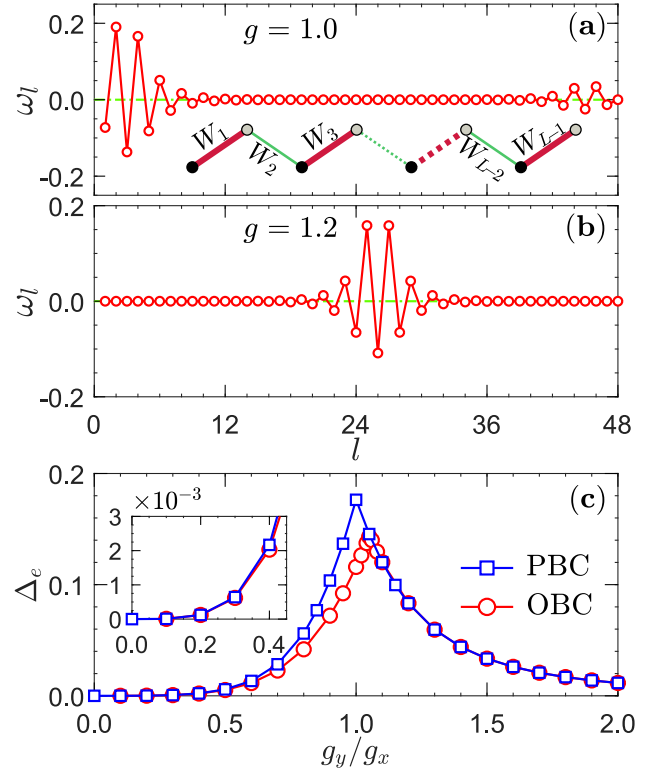 0.2
g = 1.0
(a)
ω_l
0.0
W_1
W_2
W_3
W_{L-2}
W_{L-1}
-0.2
0.2
g = 1.2
(b)
ω_l
0.0
-0.2
0 12 24 36 48
l
0.2
×10^{-3}
(c)
3
2
1
0
0.0 0.2 0.4
PBC
OBC
Δ_e
0.1
0.0
0.0 0.5 1.0 1.5 2.0
g_y/g_x